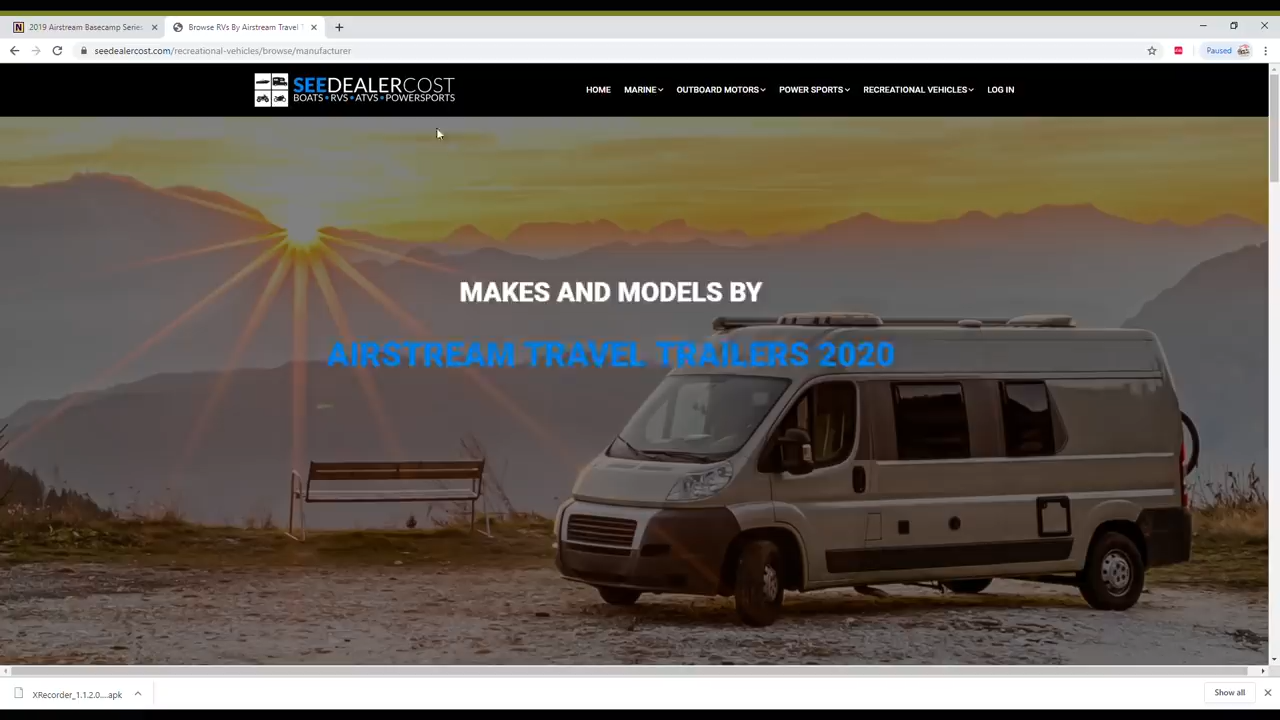 2019 Airstream Basecamp Series
Browse RVs By Airstream Travel T
seedealercost.com/recreational-vehicles/browse/manufacturer
Paused
SEEDEALERCOST
BOATS • RVS • ATVS • POWERSPORTS
HOME MARINE OUTBOARD MOTORS POWER SPORTS RECREATIONAL VEHICLES LOG IN
MAKES AND MODELS BY
AIRSTREAM TRAVEL TRAILERS 2020
XRecorder_1.1.2.0....apk
Show all